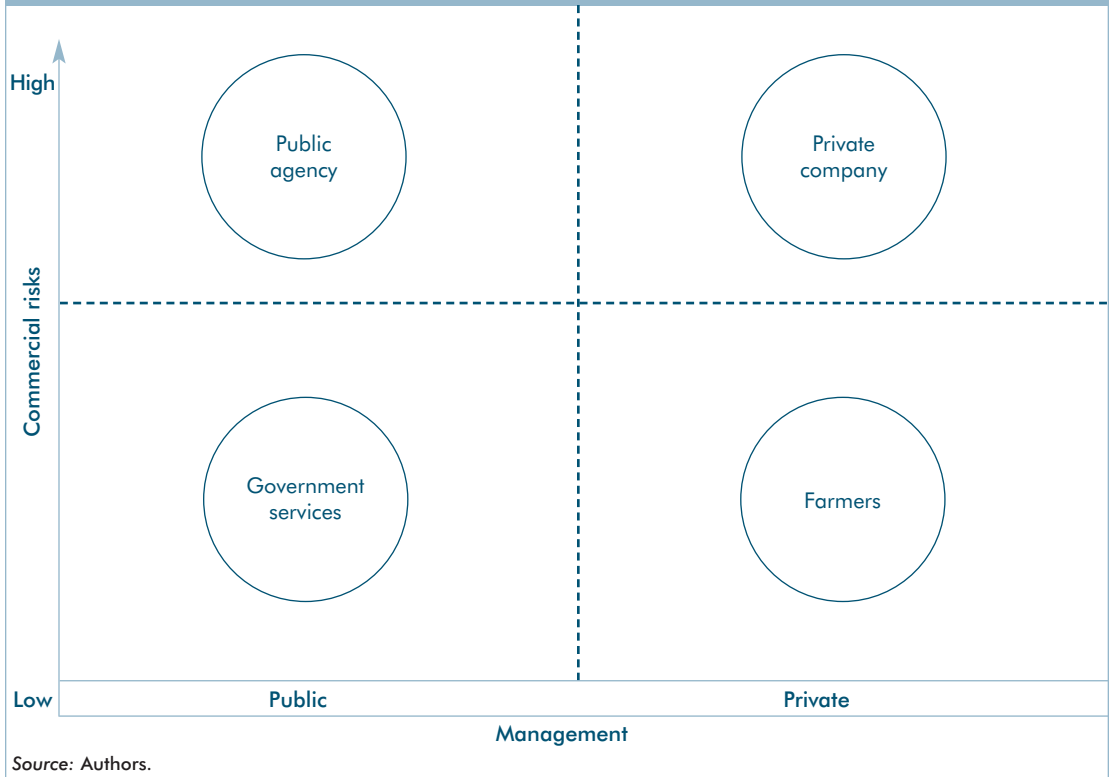 High
Public
agency
Private
company
Commercial risks
Government
services
Farmers
Low
Public
Private
Management
Source: Authors.